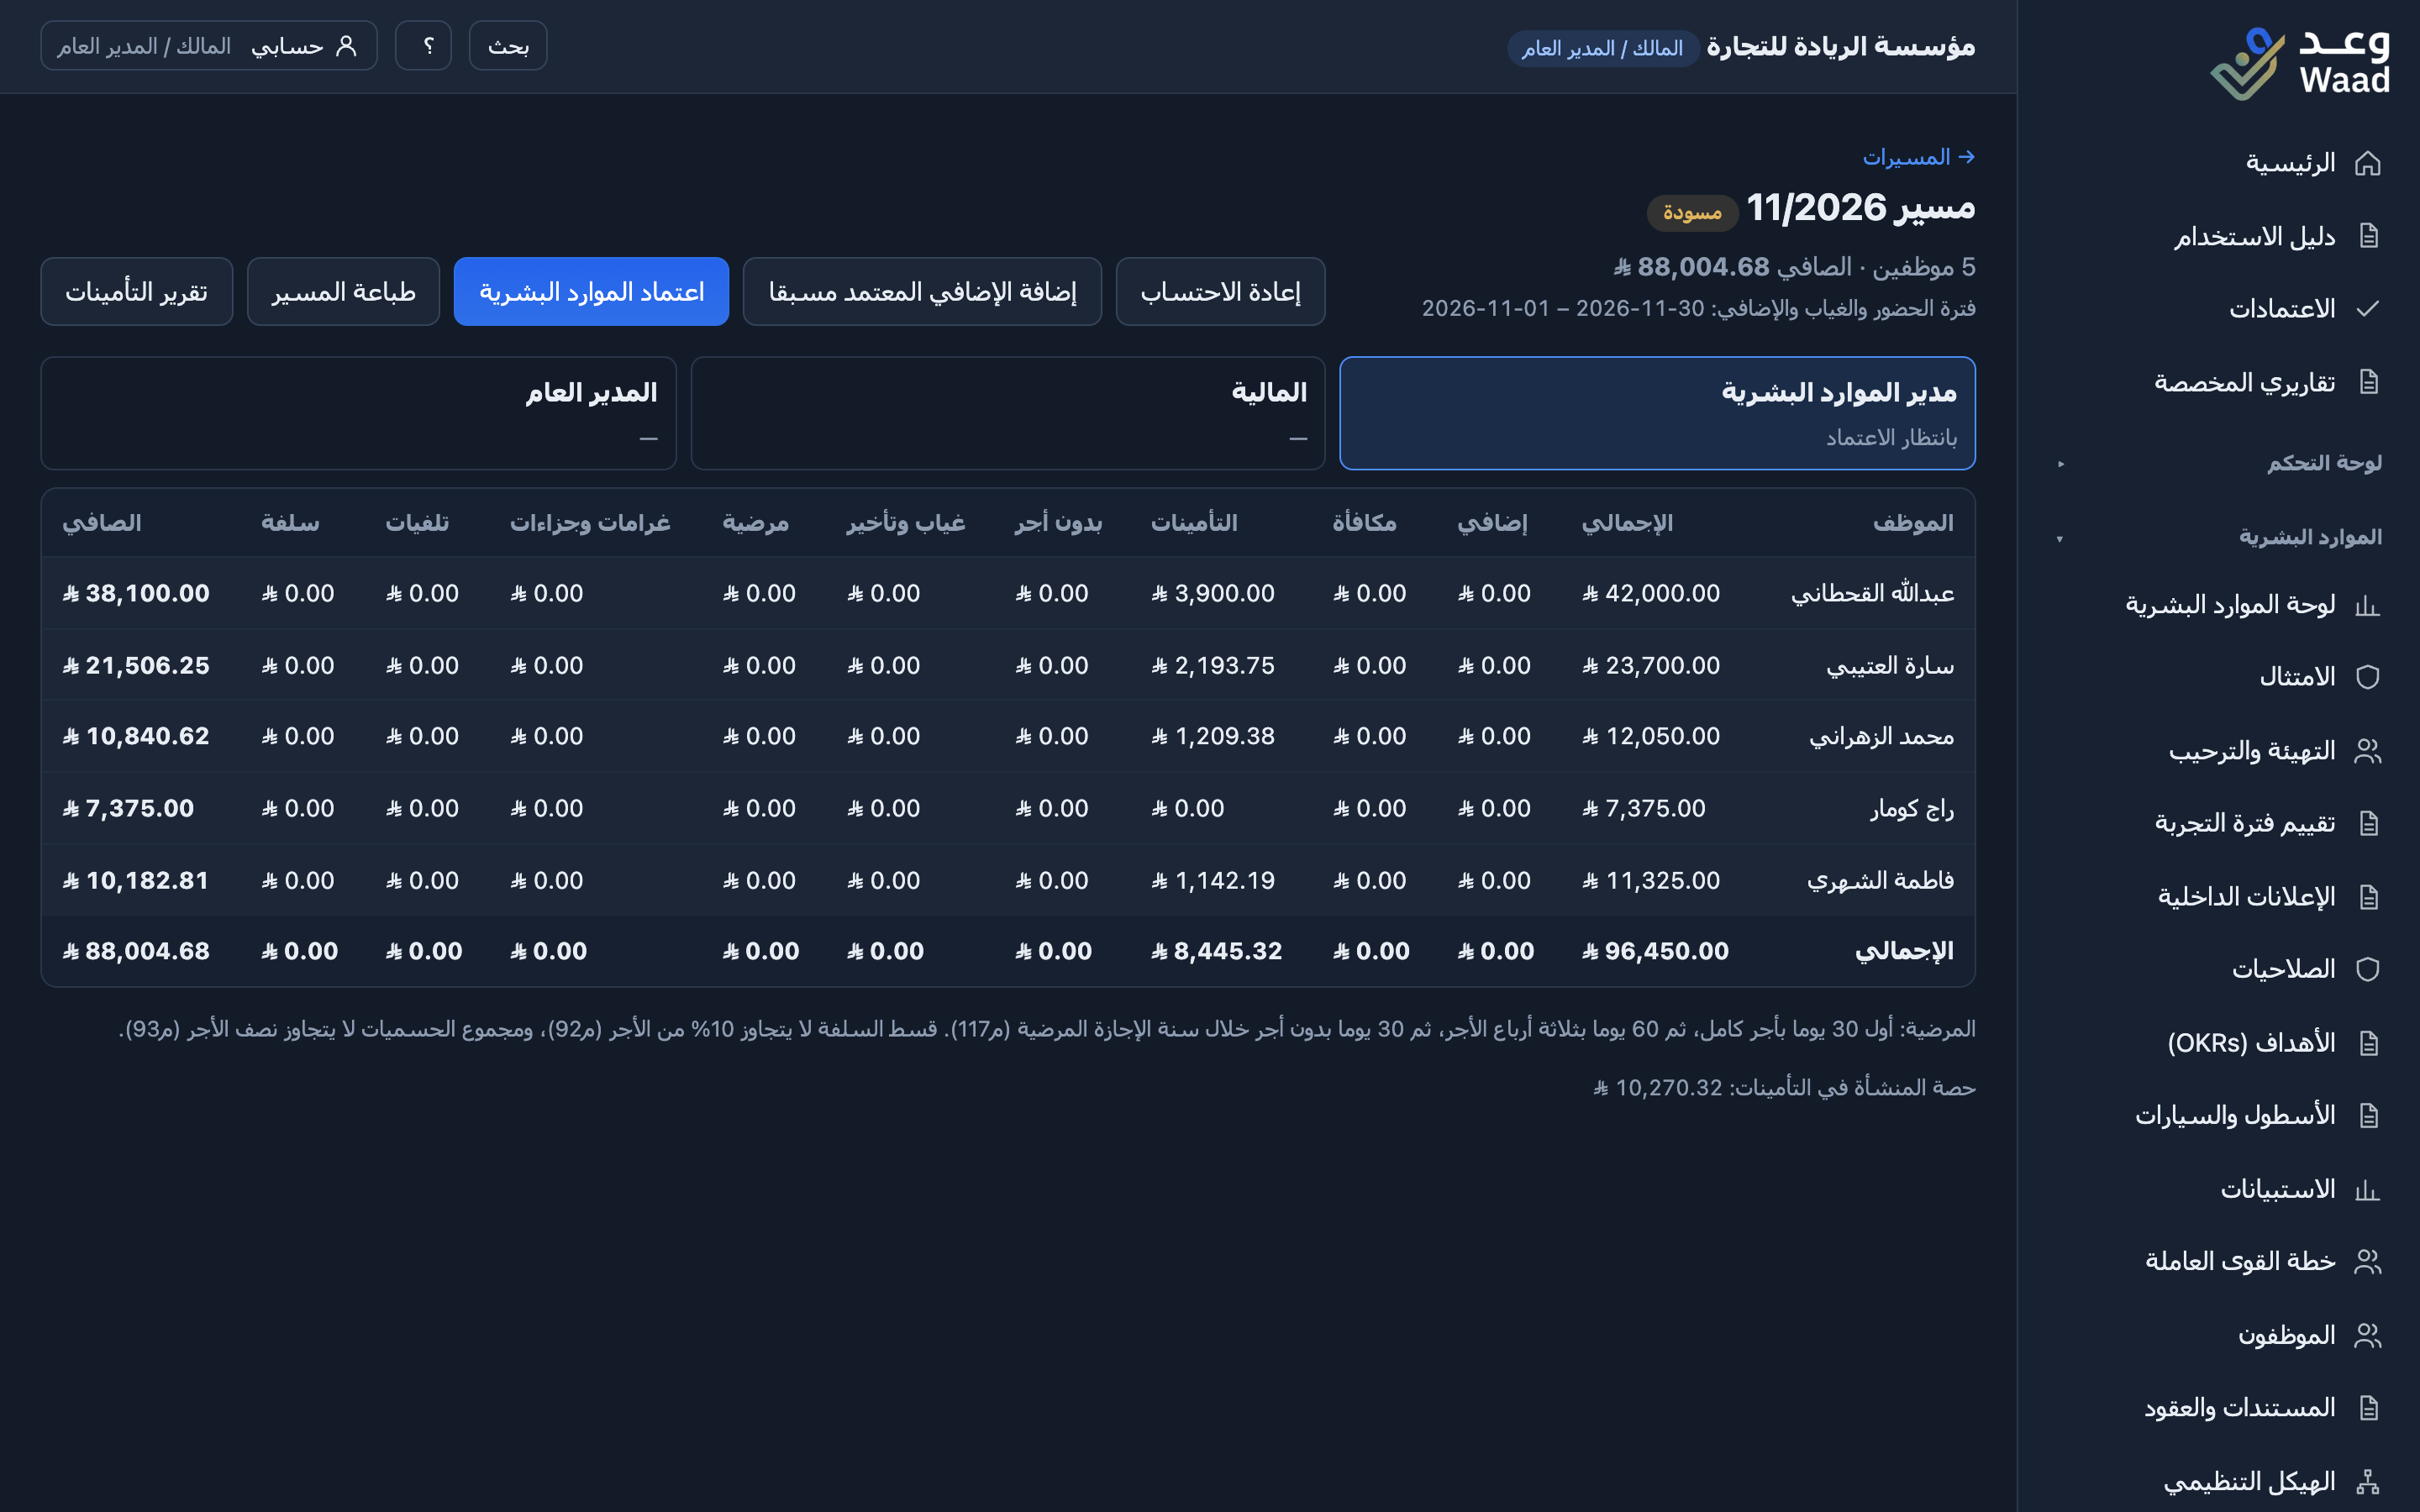 وعد
Waad
الرئيسية
دليل الاستخدام
الاعتمادات
تقاريري المخصصة
لوحة التحكم
الموارد البشرية
لوحة الموارد البشرية
الامتثال
التهيئة والترحيب
تقييم فترة التجربة
الإعلانات الداخلية
الصلاحيات
الأهداف (OKRs)
الأسطول والسيارات
الاستبيانات
خطة القوى العاملة
الموظفون
المستندات والعقود
الهيكل التنظيمي
مؤسسة الريادة للتجارة المالك / المدير العام
بحث ؟ حسابي المالك / المدير العام
→ المسيرات
مسير 11/2026 مسودة
5 موظفين · الصافي 88,004.68 ⃁
فترة الحضور والغياب والإضافي: 30-11-2026 – 01-11-2026
إعادة الاحتساب إضافة الإضافي المعتمد مسبقا اعتماد الموارد البشرية طباعة المسير تقرير التأمينات
مدير الموارد البشرية المالية المدير العام
بانتظار الاعتماد — —
الموظف الإجمالي إضافي مكافأة التأمينات بدون أجر غياب وتأخير مرضية غرامات وجزاءات تلفيات سلفة الصافي
عبدالله القحطاني 42,000.00 ⃁ 0.00 ⃁ 0.00 ⃁ 3,900.00 ⃁ 0.00 ⃁ 0.00 ⃁ 0.00 ⃁ 0.00 ⃁ 0.00 ⃁ 0.00 ⃁ 38,100.00 ⃁
سارة العتيبي 23,700.00 ⃁ 0.00 ⃁ 0.00 ⃁ 2,193.75 ⃁ 0.00 ⃁ 0.00 ⃁ 0.00 ⃁ 0.00 ⃁ 0.00 ⃁ 0.00 ⃁ 21,506.25 ⃁
محمد الزهراني 12,050.00 ⃁ 0.00 ⃁ 0.00 ⃁ 1,209.38 ⃁ 0.00 ⃁ 0.00 ⃁ 0.00 ⃁ 0.00 ⃁ 0.00 ⃁ 0.00 ⃁ 10,840.62 ⃁
راج كومار 7,375.00 ⃁ 0.00 ⃁ 0.00 ⃁ 0.00 ⃁ 0.00 ⃁ 0.00 ⃁ 0.00 ⃁ 0.00 ⃁ 0.00 ⃁ 0.00 ⃁ 7,375.00 ⃁
فاطمة الشهري 11,325.00 ⃁ 0.00 ⃁ 0.00 ⃁ 1,142.19 ⃁ 0.00 ⃁ 0.00 ⃁ 0.00 ⃁ 0.00 ⃁ 0.00 ⃁ 0.00 ⃁ 10,182.81 ⃁
الإجمالي 96,450.00 ⃁ 0.00 ⃁ 0.00 ⃁ 8,445.32 ⃁ 0.00 ⃁ 0.00 ⃁ 0.00 ⃁ 0.00 ⃁ 0.00 ⃁ 0.00 ⃁ 88,004.68 ⃁
المرضية: أول 30 يوما بأجر كامل، ثم 60 يوما بثلاثة أرباع الأجر، ثم 30 يوما بدون أجر خلال سنة الإجازة المرضية (م117). قسط السلفة لا يتجاوز 10% من الأجر (م92)، ومجموع الحسميات لا يتجاوز نصف الأجر (م93).
حصة المنشأة في التأمينات: 10,270.32 ⃁